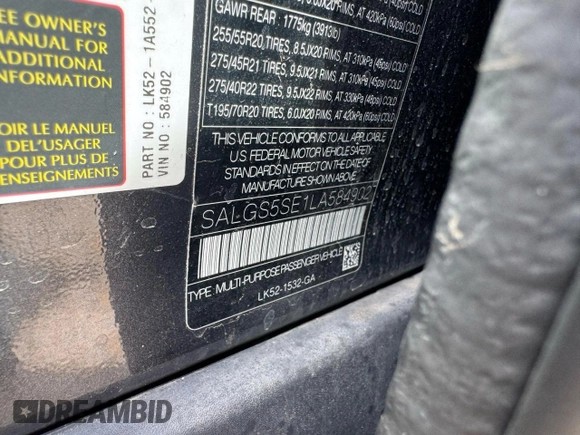 EE OWNER'S
MANUAL FOR
ADDITIONAL
INFORMATION
OIR LE MANUEL
DEL'USAGER
POUR PLUS DE
RENSEIGNEMENTS
PART NO : LK52 – 1A552
VIN NO : 584902
GAWR REAR : 1775kg (3913lb)
255/55R20 TIRES, 8.5JX20 RIMS, AT 310kPa (45psi) COLD
275/45R21 TIRES, 9.5JX21 RIMS, AT 310kPa (45psi) COLD
275/40R22 TIRES, 9.5JX22 RIMS, AT 330kPa (48psi) COLD
T195/70R20 TIRES, 6.0JX20 RIMS, AT 420kPa (60psi) COLD
THIS VEHICLE CONFORMS TO ALL APPLICABLE
U.S FEDERAL MOTOR VEHICLE SAFETY
STANDARDS IN EFFECT ON THE DATE OF
MANUFACTURE SHOWN ABOVE
SALGS5SE1LA584902
TYPE: MULTI-PURPOSE PASSENGER VEHICLE
LK52-1532-GA
DREAMBID